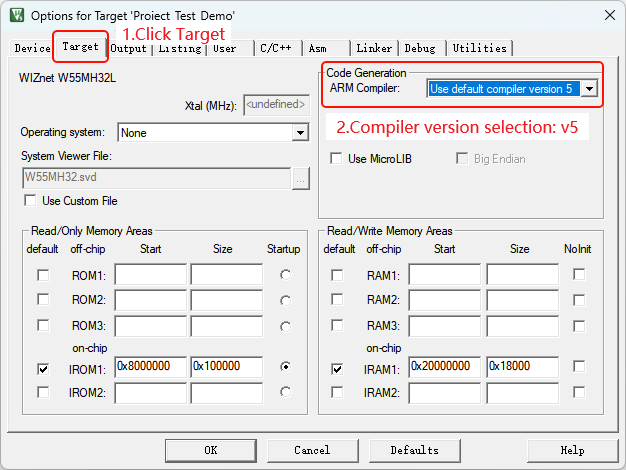 Options for Target 'Project Test Demo'
1.Click Target
Device Target Output Listing User C/C++ Asm Linker Debug Utilities
WIZnet W55MH32L
Xtal (MHz): <undefined>
Operating system: None
System Viewer File:
W55MH32.svd ...
Use Custom File
Code Generation
ARM Compiler: Use default compiler version 5
2.Compiler version selection: v5
Use MicroLIB Big Endian
Read/Only Memory Areas
default off-chip Start Size Startup
ROM1:
ROM2:
ROM3:
on-chip
IROM1: 0x8000000 0x100000
IROM2:
Read/Write Memory Areas
default off-chip Start Size NoInit
RAM1:
RAM2:
RAM3:
on-chip
IRAM1: 0x20000000 0x18000
IRAM2:
OK Cancel Defaults Help